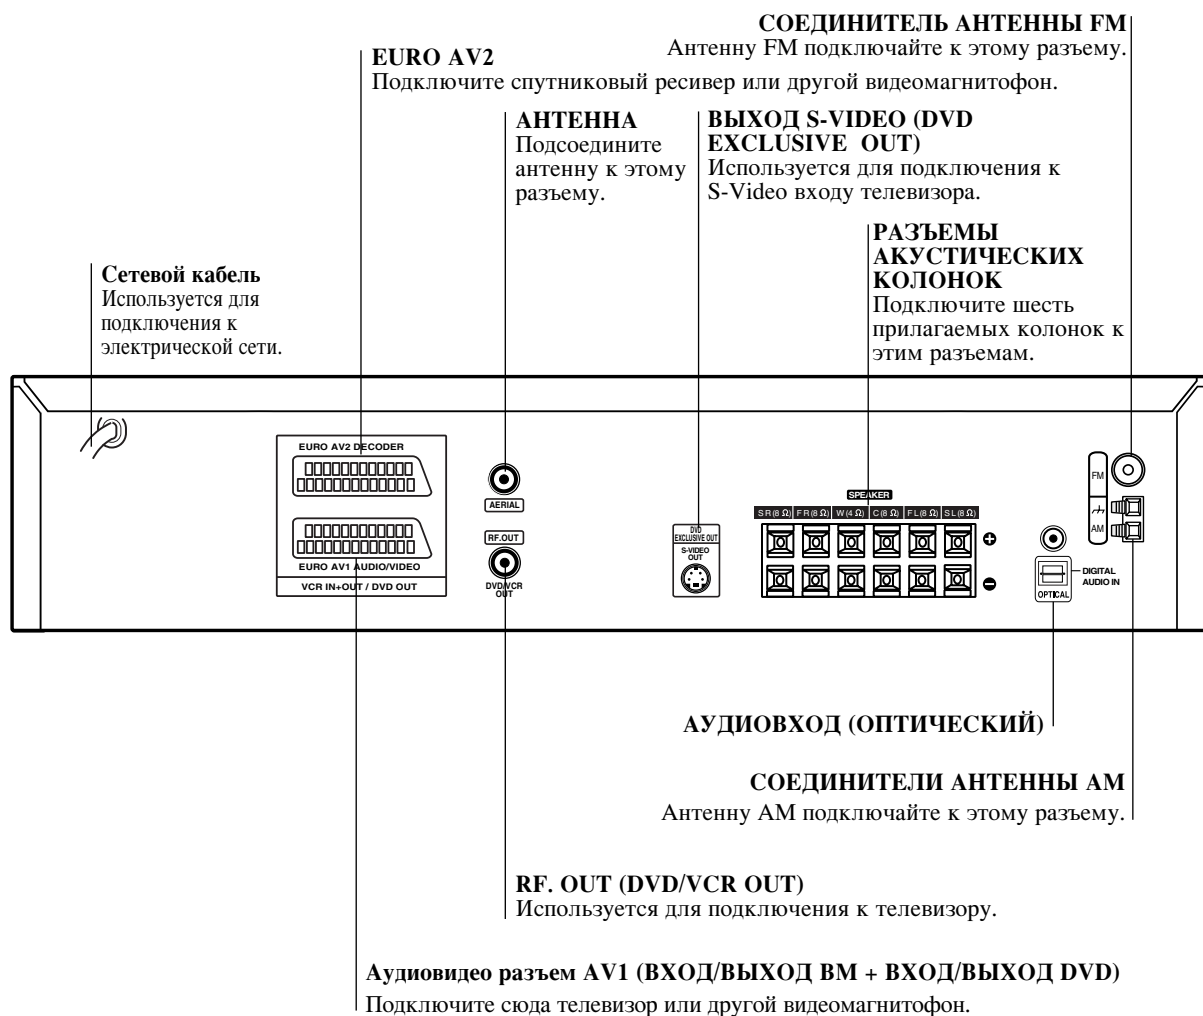 СОЕДИНИТЕЛЬ АНТЕННЫ FM
Антенну FM подключайте к этому разъему.
EURO AV2
Подключите спутниковый ресивер или другой видеомагнитофон.
АНТЕННА
Подсоедините
антенну к этому
разъему.
ВЫХОД S-VIDEO (DVD
EXCLUSIVE OUT)
Используется для подключения к
S-Video входу телевизора.
РАЗЪЕМЫ
АКУСТИЧЕСКИХ
КОЛОНОК
Подключите шесть
прилагаемых колонок к
этим разъемам.
Сетевой кабель
Используется для
подключения к
электрической сети.
EURO AV2 DECODER
EURO AV1 AUDIO/VIDEO
VCR IN+OUT / DVD OUT
AERIAL
RF.OUT
DVD/VCR
OUT
DVD
EXCLUSIVE OUT
S-VIDEO
OUT
SPEAKER
SR(8 Ω) FR(8 Ω) W(4 Ω) C(8 Ω) FL(8 Ω) SL(8 Ω)
FM
AM
OPTICAL
DIGITAL
AUDIO IN
АУДИОВХОД (ОПТИЧЕСКИЙ)
СОЕДИНИТЕЛИ АНТЕННЫ AM
Антенну AM подключайте к этому разъему.
RF. OUT (DVD/VCR OUT)
Используется для подключения к телевизору.
Аудиовидео разъем AV1 (ВХОД/ВЫХОД ВМ + ВХОД/ВЫХОД DVD)
Подключите сюда телевизор или другой видеомагнитофон.